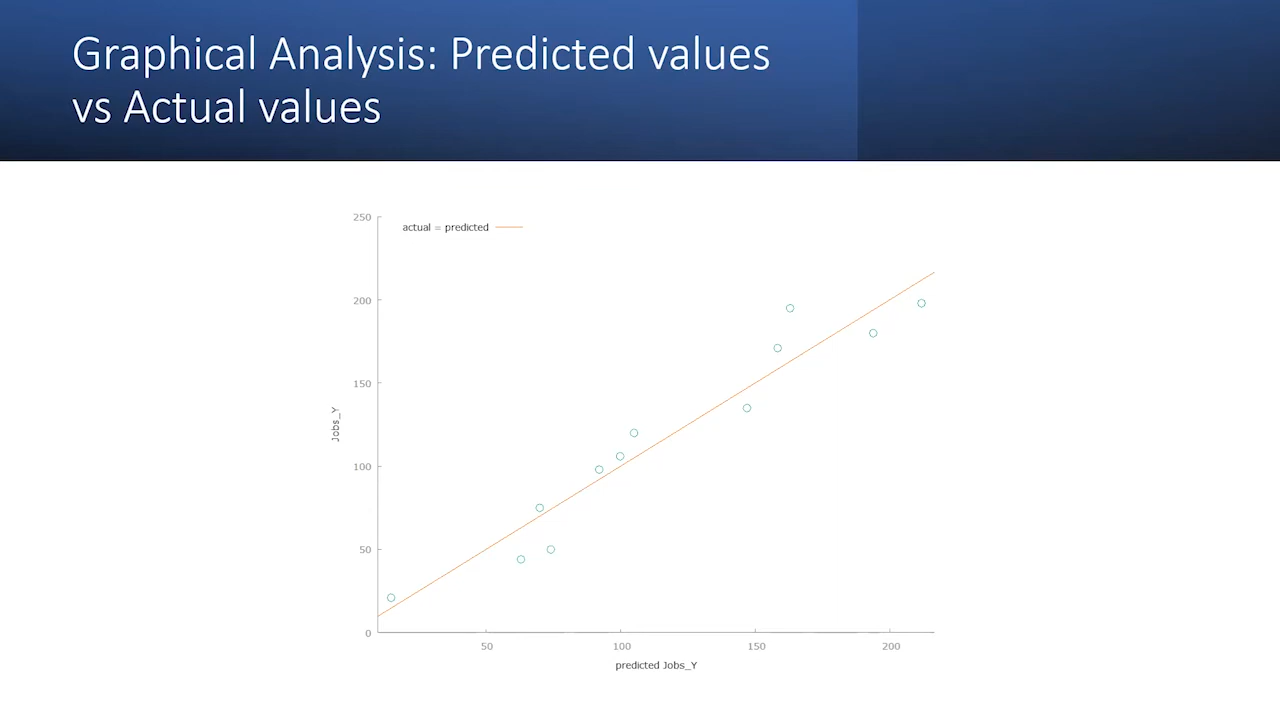 Graphical Analysis: Predicted values
vs Actual values
250
actual = predicted
200
150
Jobs_Y
100
50
0
50 100 150 200
predicted Jobs_Y